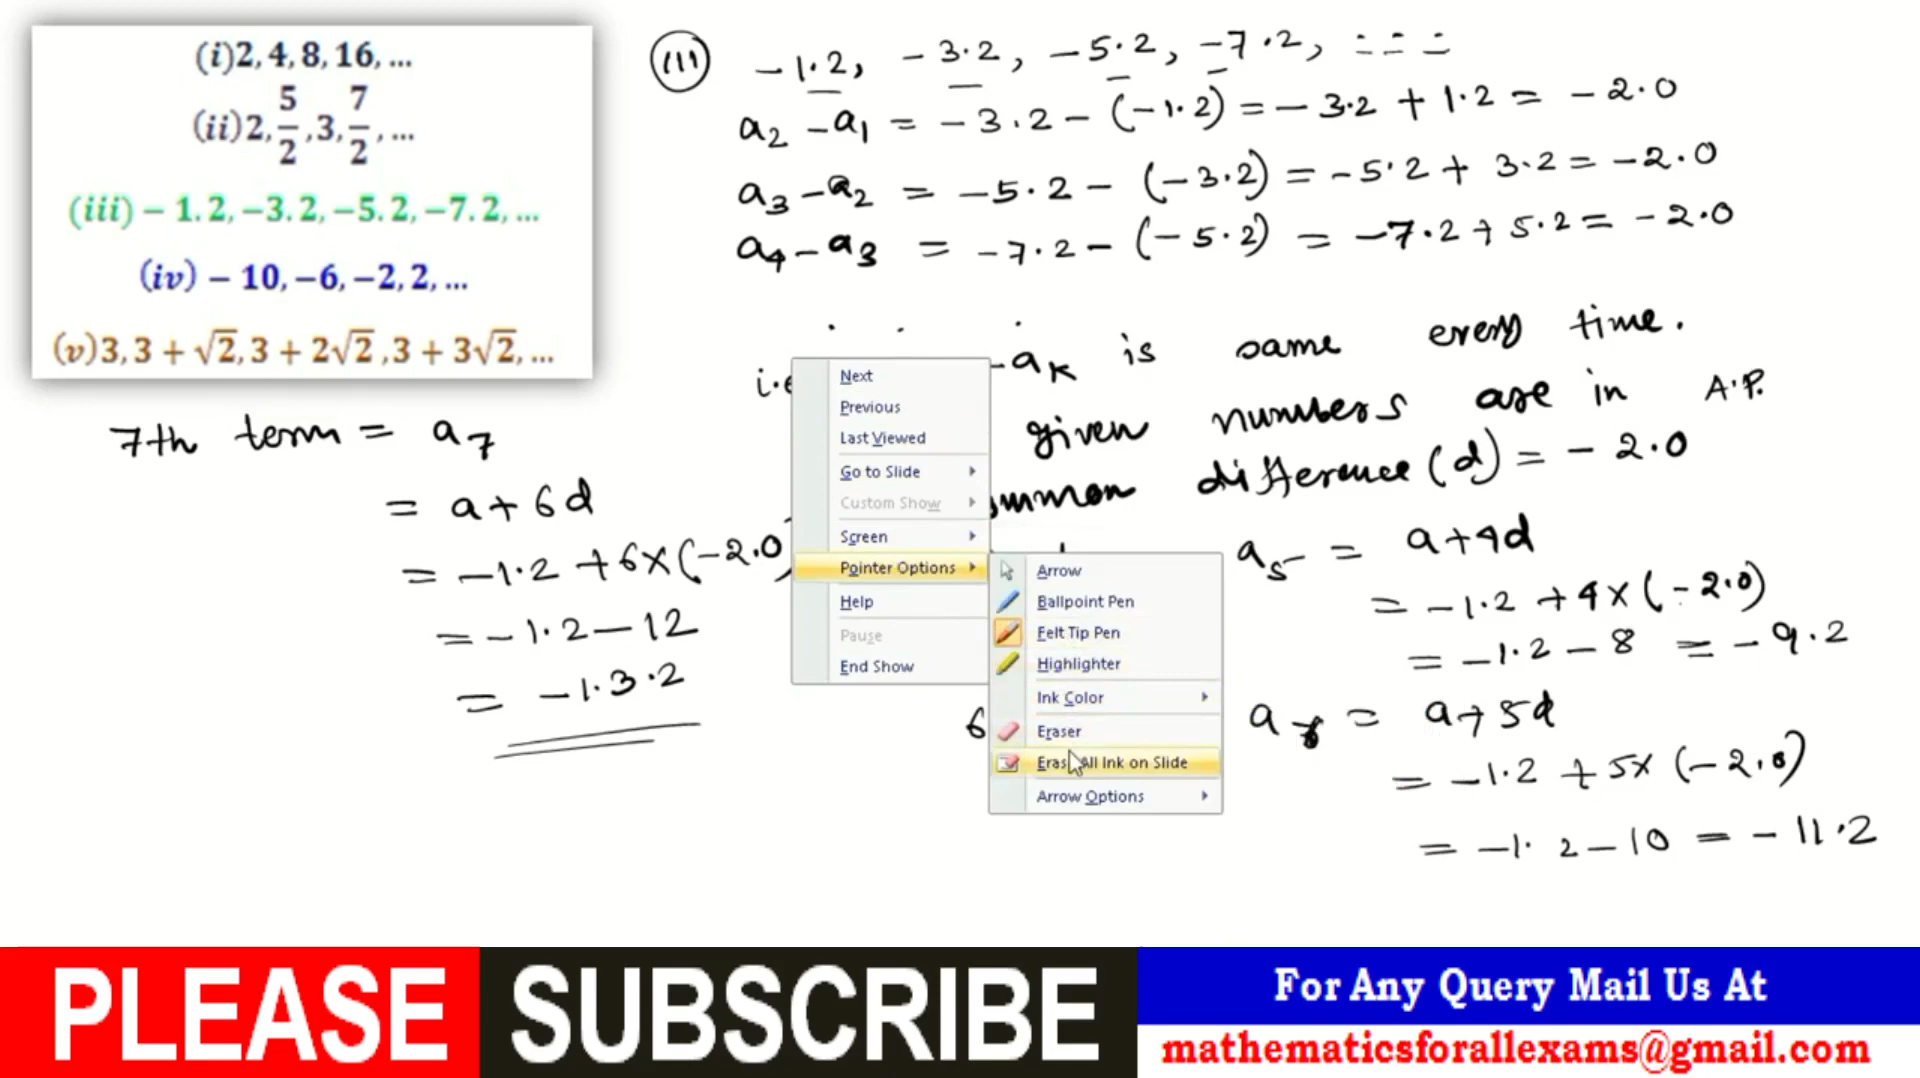 (i)2, 4, 8, 16, ...
(ii)2, 5/2, 3, 7/2, ...
(iii) − 1.2, −3.2, −5.2, −7.2, ...
(iv) − 10, −6, −2, 2, ...
(v)3, 3 + √2, 3 + 2√2, 3 + 3√2, ...
(iii) -1.2, -3.2, -5.2, -7.2, ---
a2 - a1 = -3.2 - (-1.2) = -3.2 + 1.2 = -2.0
a3 - a2 = -5.2 - (-3.2) = -5.2 + 3.2 = -2.0
a4 - a3 = -7.2 - (-5.2) = -7.2 + 5.2 = -2.0
i.e - aK is same every time.
given numbers are in A.P.
difference (d) = -2.0
a5 = a+4d
= -1.2 + 4×(-2.0)
= -1.2 - 8 = -9.2
6 a6 = a+5d
= -1.2 + 5×(-2.0)
= -1.2 - 10 = -11.2
7th term = a7
= a+6d
= -1.2 + 6×(-2.0)
= -1.2 - 12
= -1.3.2
Next
Previous
Last Viewed
Go to Slide
Custom Show
Screen
Pointer Options
Help
Pause
End Show
Arrow
Ballpoint Pen
Felt Tip Pen
Highlighter
Ink Color
Eraser
All Ink on Slide
Arrow Options
PLEASE SUBSCRIBE
For Any Query Mail Us At
mathematicsforallexams@gmail.com